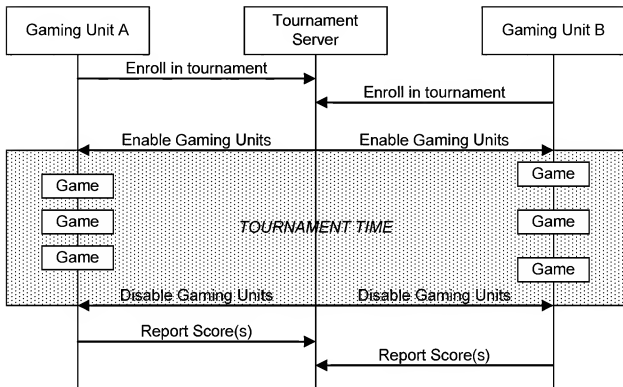 Gaming Unit A
Tournament
Server
Gaming Unit B
Enroll in tournament
Enroll in tournament
Enable Gaming Units
Enable Gaming Units
Game
Game
Game
Game
TOURNAMENT TIME
Game
Game
Disable Gaming Units
Disable Gaming Units
Report Score(s)
Report Score(s)